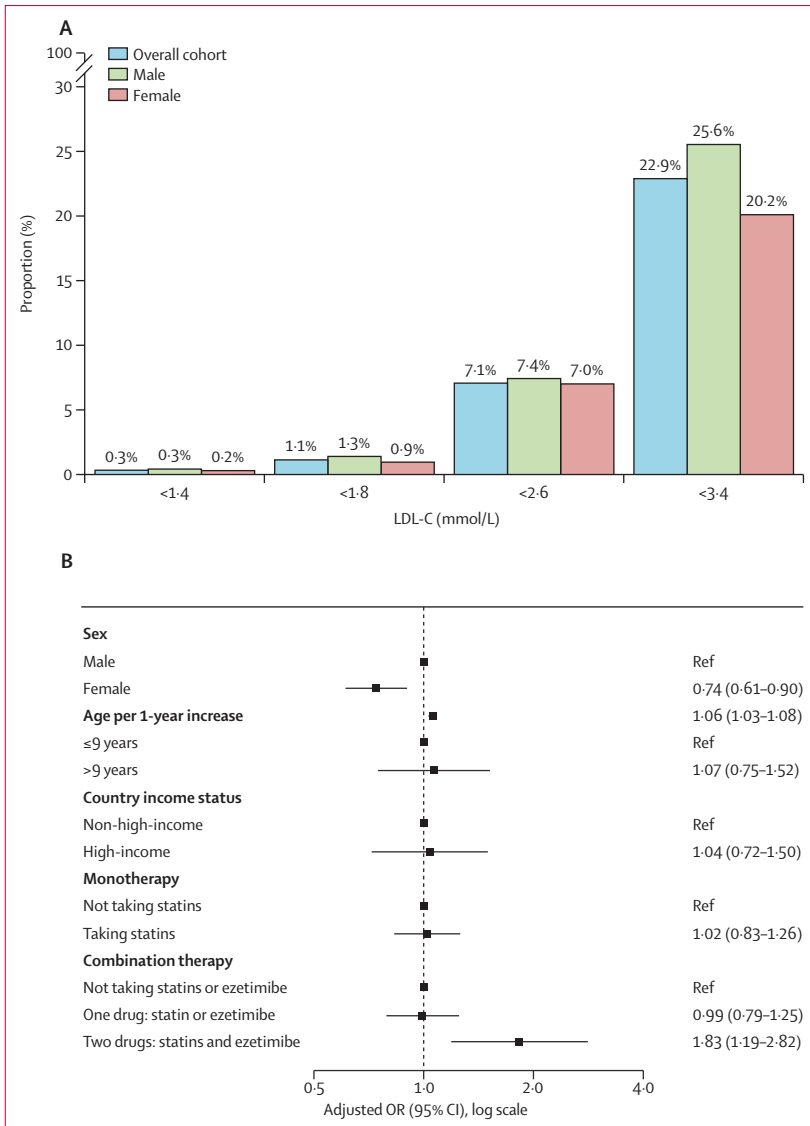 A
100
30
25
20
15
10
5
0
Proportion (%)
Overall cohort
Male
Female
0·3% 0·3% 0·2%
1·1% 1·3% 0·9%
7·1% 7·4% 7·0%
22·9% 25·6% 20·2%
<1·4 <1·8 <2·6 <3·4
LDL-C (mmol/L)
B
Sex
Male Ref
Female 0·74 (0·61–0·90)
Age per 1-year increase 1·06 (1·03–1·08)
≤9 years Ref
>9 years 1·07 (0·75–1·52)
Country income status
Non-high-income Ref
High-income 1·04 (0·72–1·50)
Monotherapy
Not taking statins Ref
Taking statins 1·02 (0·83–1·26)
Combination therapy
Not taking statins or ezetimibe Ref
One drug: statin or ezetimibe 0·99 (0·79–1·25)
Two drugs: statins and ezetimibe 1·83 (1·19–2·82)
0·5 1·0 2·0 4·0
Adjusted OR (95% CI), log scale